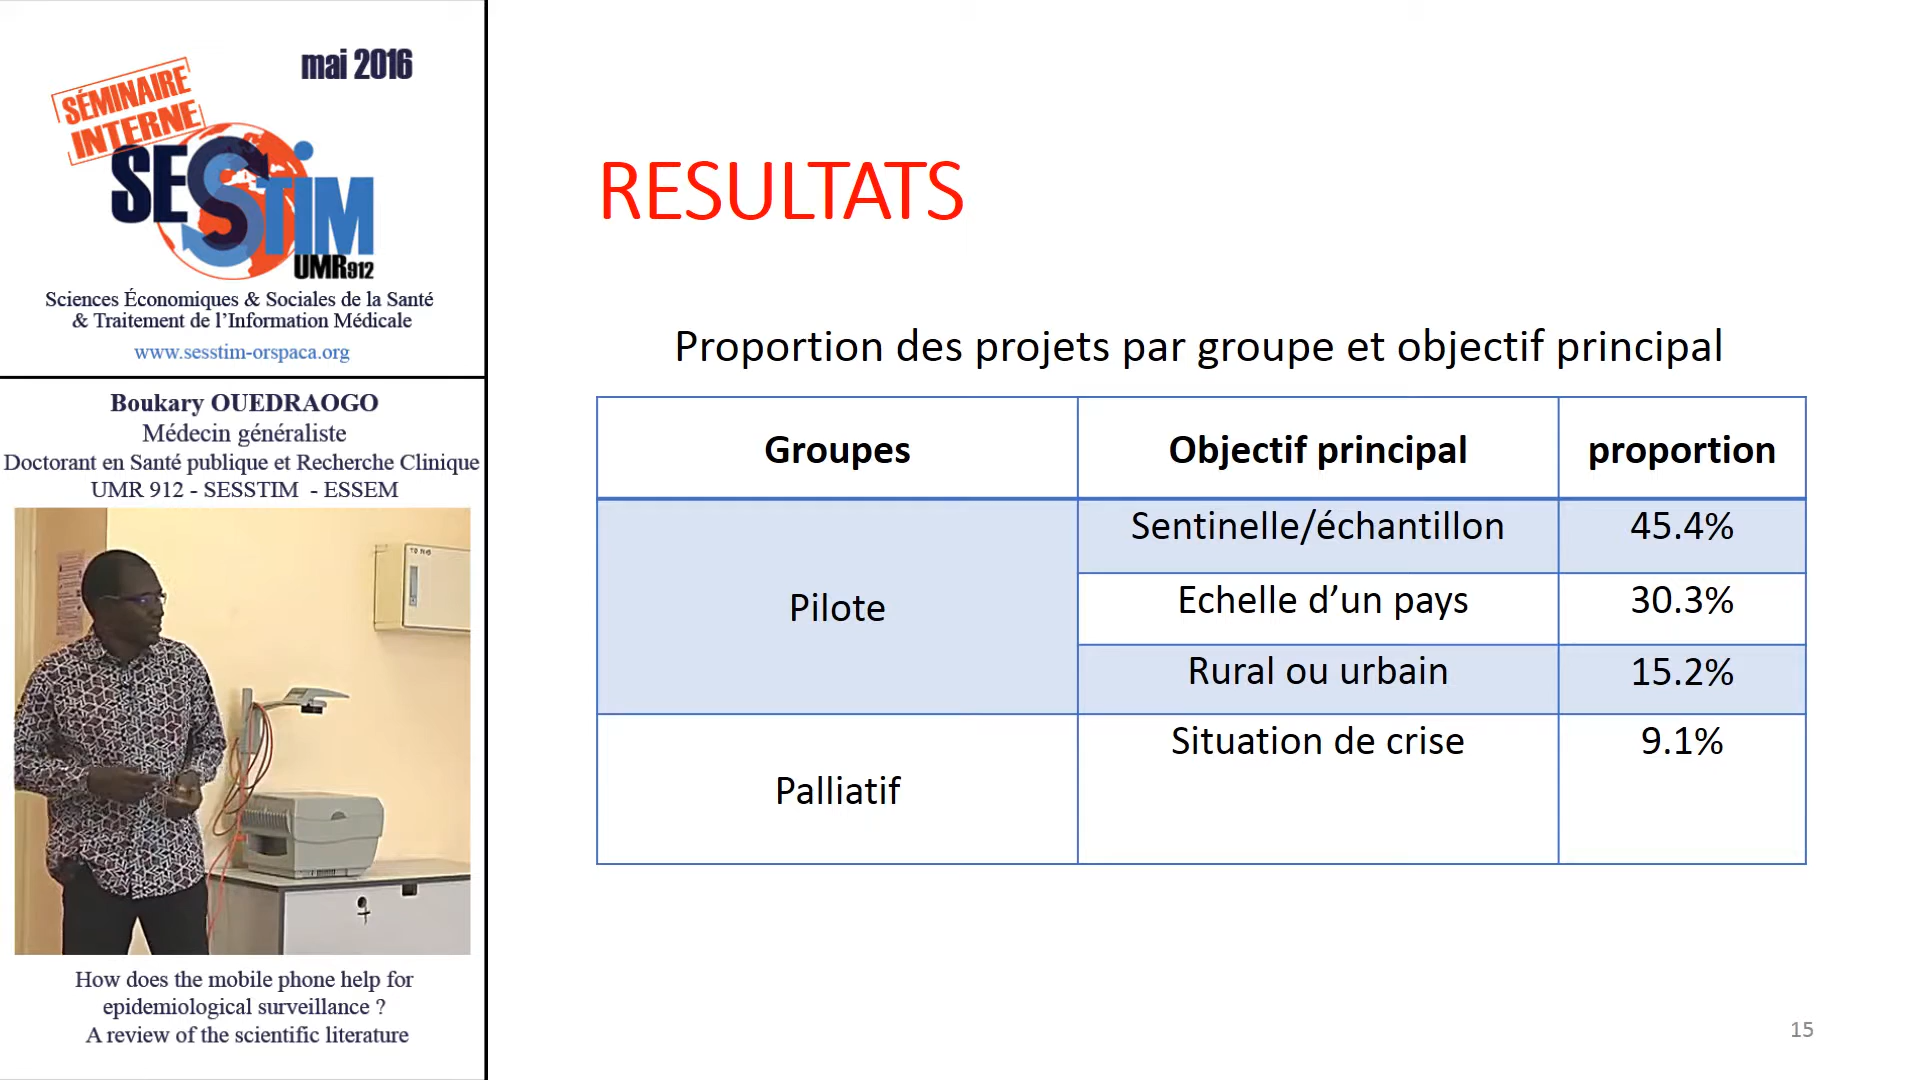 mai 2016
SÉMINAIRE
INTERNE
SESSTIM
UMR912
Sciences Économiques & Sociales de la Santé
& Traitement de l’Information Médicale
www.sesstim-orspaca.org
Boukary OUEDRAOGO
Médecin généraliste
Doctorant en Santé publique et Recherche Clinique
UMR 912 - SESSTIM - ESSEM
How does the mobile phone help for
epidemiological surveillance ?
A review of the scientific literature
RESULTATS
Proportion des projets par groupe et objectif principal
Groupes Objectif principal proportion
Pilote
Sentinelle/échantillon 45.4%
Echelle d’un pays 30.3%
Rural ou urbain 15.2%
Palliatif
Situation de crise 9.1%
15